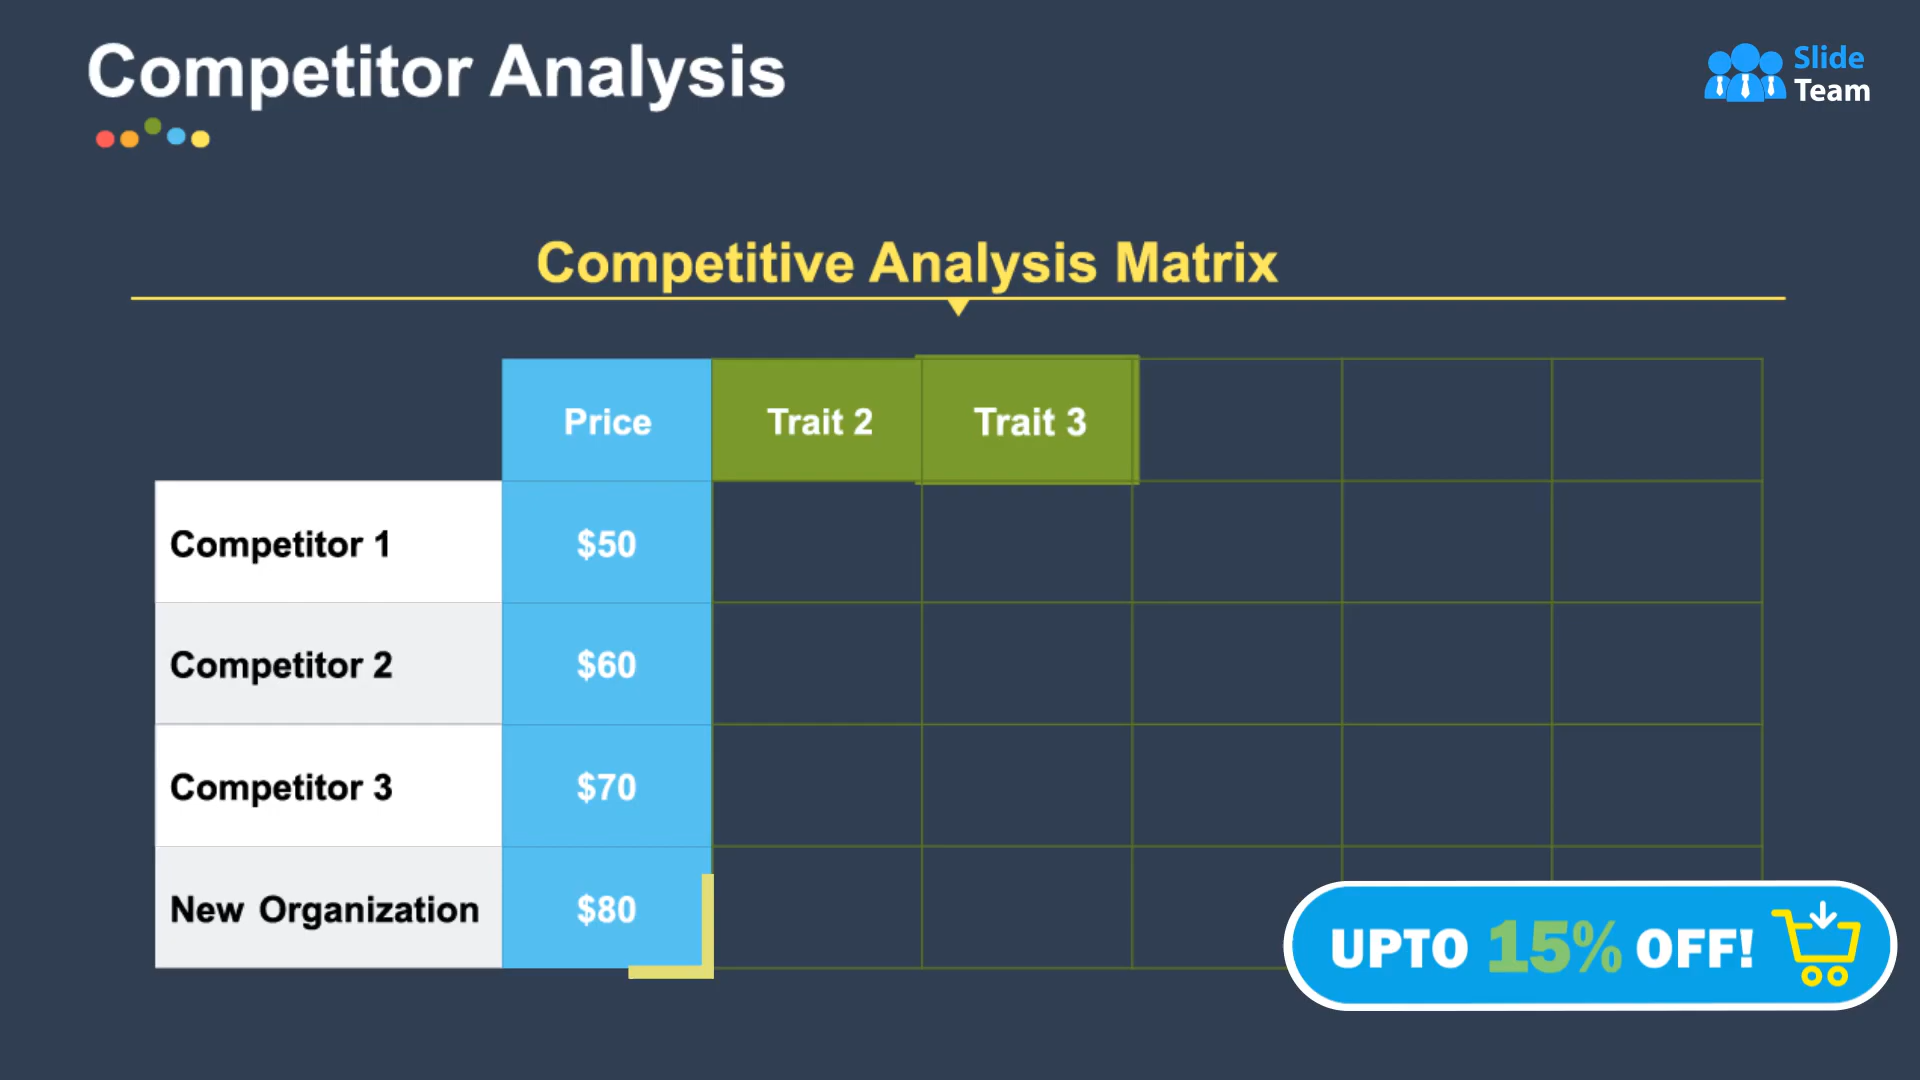 Competitor Analysis
Slide
Team
Competitive Analysis Matrix
Price Trait 2 Trait 3
Competitor 1 $50
Competitor 2 $60
Competitor 3 $70
New Organization $80
UPTO 15% OFF!